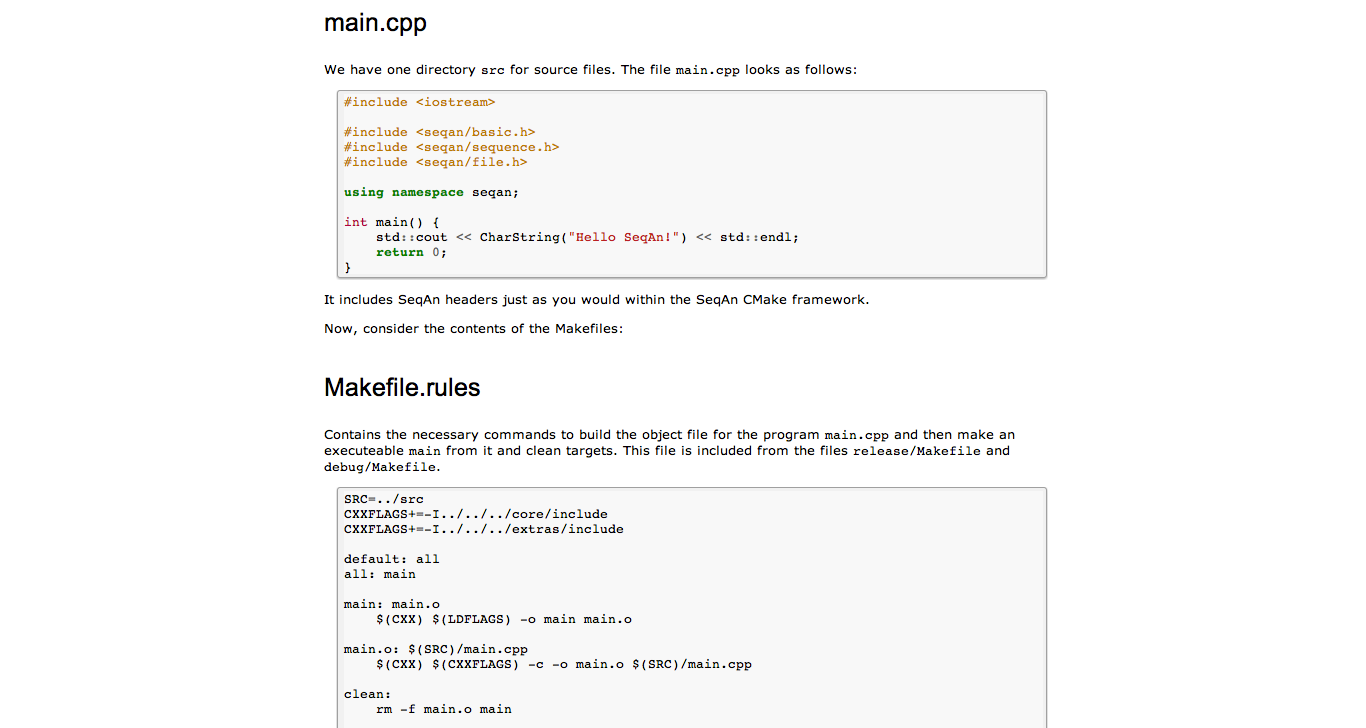 main.cpp
We have one directory src for source files. The file main.cpp looks as follows:
#include <iostream>
#include <seqan/basic.h>
#include <seqan/sequence.h>
#include <seqan/file.h>
using namespace seqan;
int main() {
    std::cout << CharString("Hello SeqAn!") << std::endl;
    return 0;
}
It includes SeqAn headers just as you would within the SeqAn CMake framework.
Now, consider the contents of the Makefiles:
Makefile.rules
Contains the necessary commands to build the object file for the program main.cpp and then make an
executeable main from it and clean targets. This file is included from the files release/Makefile and
debug/Makefile.
SRC=../src
CXXFLAGS+=-I../../../core/include
CXXFLAGS+=-I../../../extras/include
default: all
all: main
main: main.o
    $(CXX) $(LDFLAGS) -o main main.o
main.o: $(SRC)/main.cpp
    $(CXX) $(CXXFLAGS) -c -o main.o $(SRC)/main.cpp
clean:
    rm -f main.o main